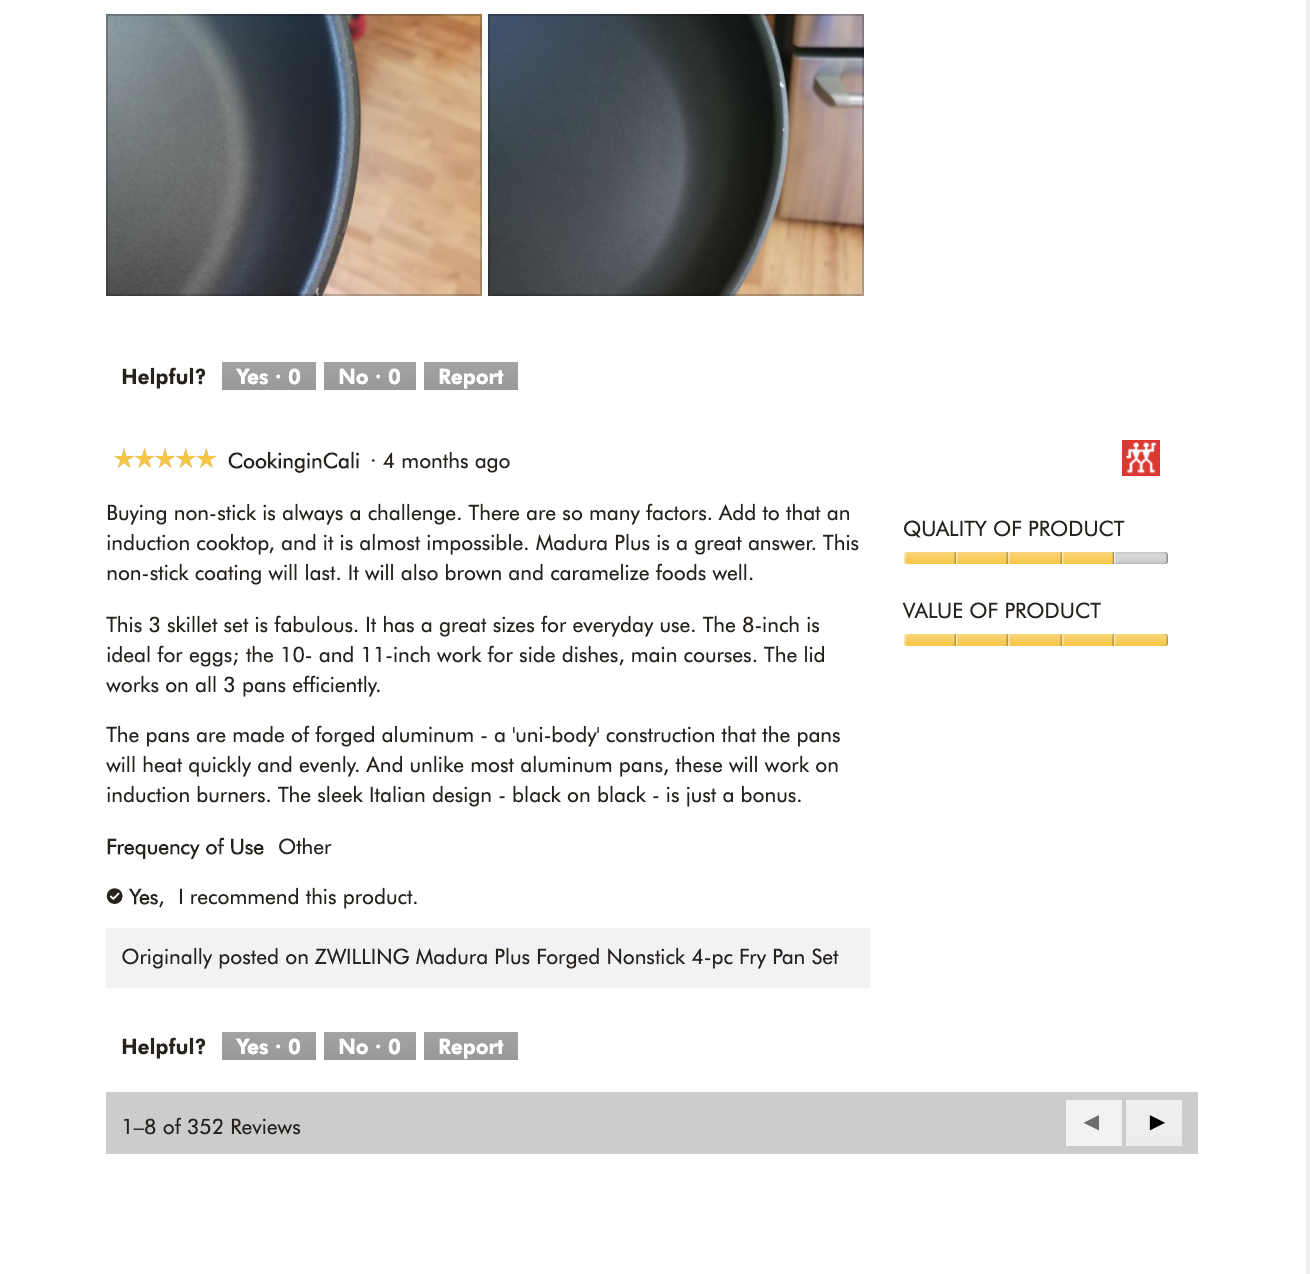 Helpful? Yes · 0 No · 0 Report
CookinginCali · 4 months ago
Buying non-stick is always a challenge. There are so many factors. Add to that an
induction cooktop, and it is almost impossible. Madura Plus is a great answer. This
non-stick coating will last. It will also brown and caramelize foods well.
This 3 skillet set is fabulous. It has a great sizes for everyday use. The 8-inch is
ideal for eggs; the 10- and 11-inch work for side dishes, main courses. The lid
works on all 3 pans efficiently.
The pans are made of forged aluminum - a 'uni-body' construction that the pans
will heat quickly and evenly. And unlike most aluminum pans, these will work on
induction burners. The sleek Italian design - black on black - is just a bonus.
Frequency of Use Other
Yes, I recommend this product.
Originally posted on ZWILLING Madura Plus Forged Nonstick 4-pc Fry Pan Set
QUALITY OF PRODUCT
VALUE OF PRODUCT
Helpful? Yes · 0 No · 0 Report
1–8 of 352 Reviews